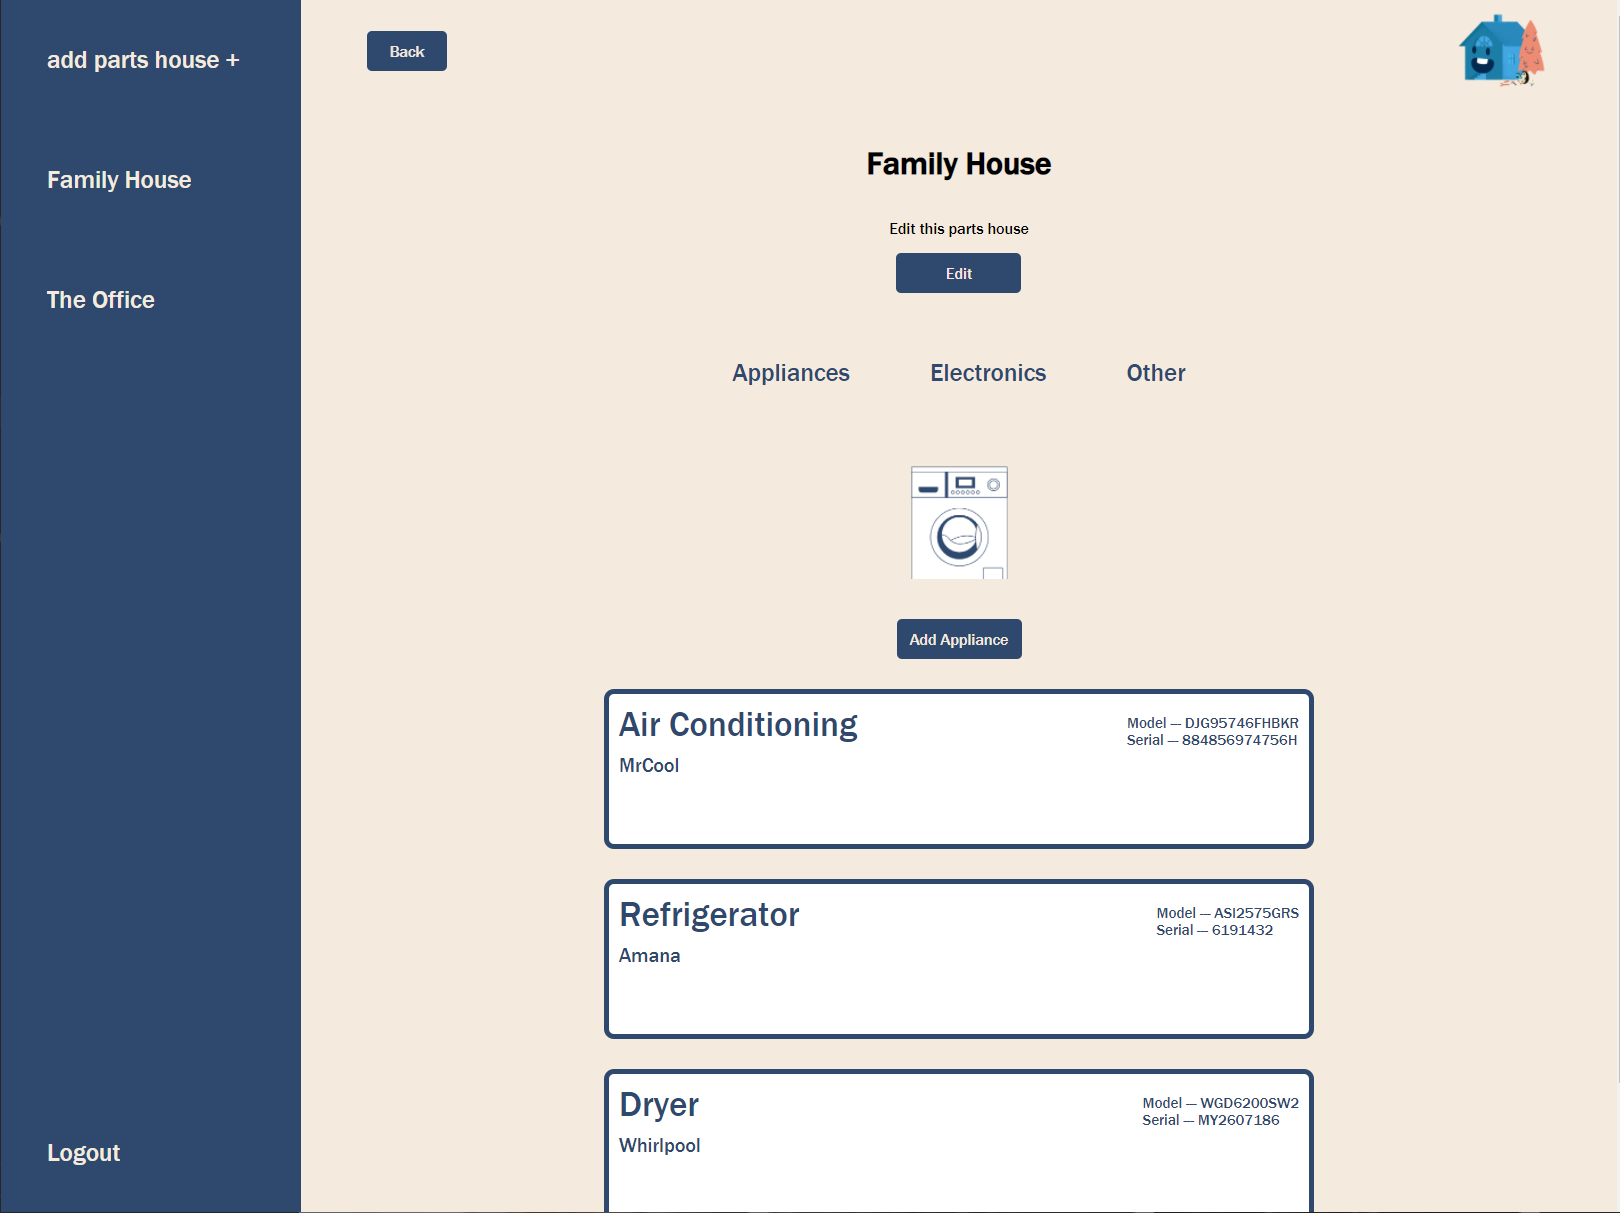 add parts house +
Family House
The Office
Logout
Back
Family House
Edit this parts house
Edit
Appliances
Electronics
Other
Add Appliance
Air Conditioning
MrCool
Model — DJG95746FHBKR
Serial — 884856974756H
Refrigerator
Amana
Model — ASI2575GRS
Serial — 6191432
Dryer
Whirlpool
Model — WGD6200SW2
Serial — MY2607186